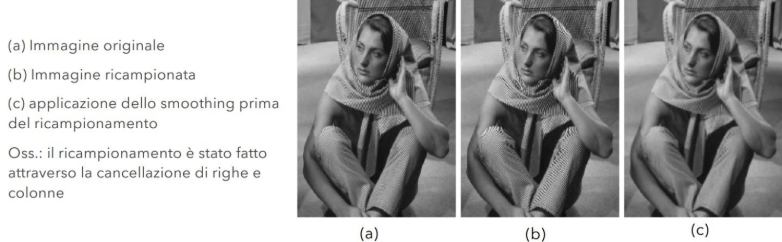 (a) Immagine originale
(b) Immagine ricampionata
(c) applicazione dello smoothing prima
del ricampionamento
Oss.: il ricampionamento è stato fatto
attraverso la cancellazione di righe e
colonne
(a)
(b)
(c)